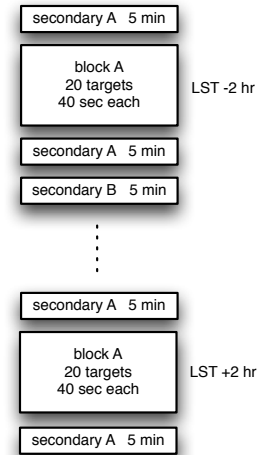 secondary A 5 min
block A
20 targets
40 sec each
LST -2 hr
secondary A 5 min
secondary B 5 min
secondary A 5 min
block A
20 targets
40 sec each
LST +2 hr
secondary A 5 min